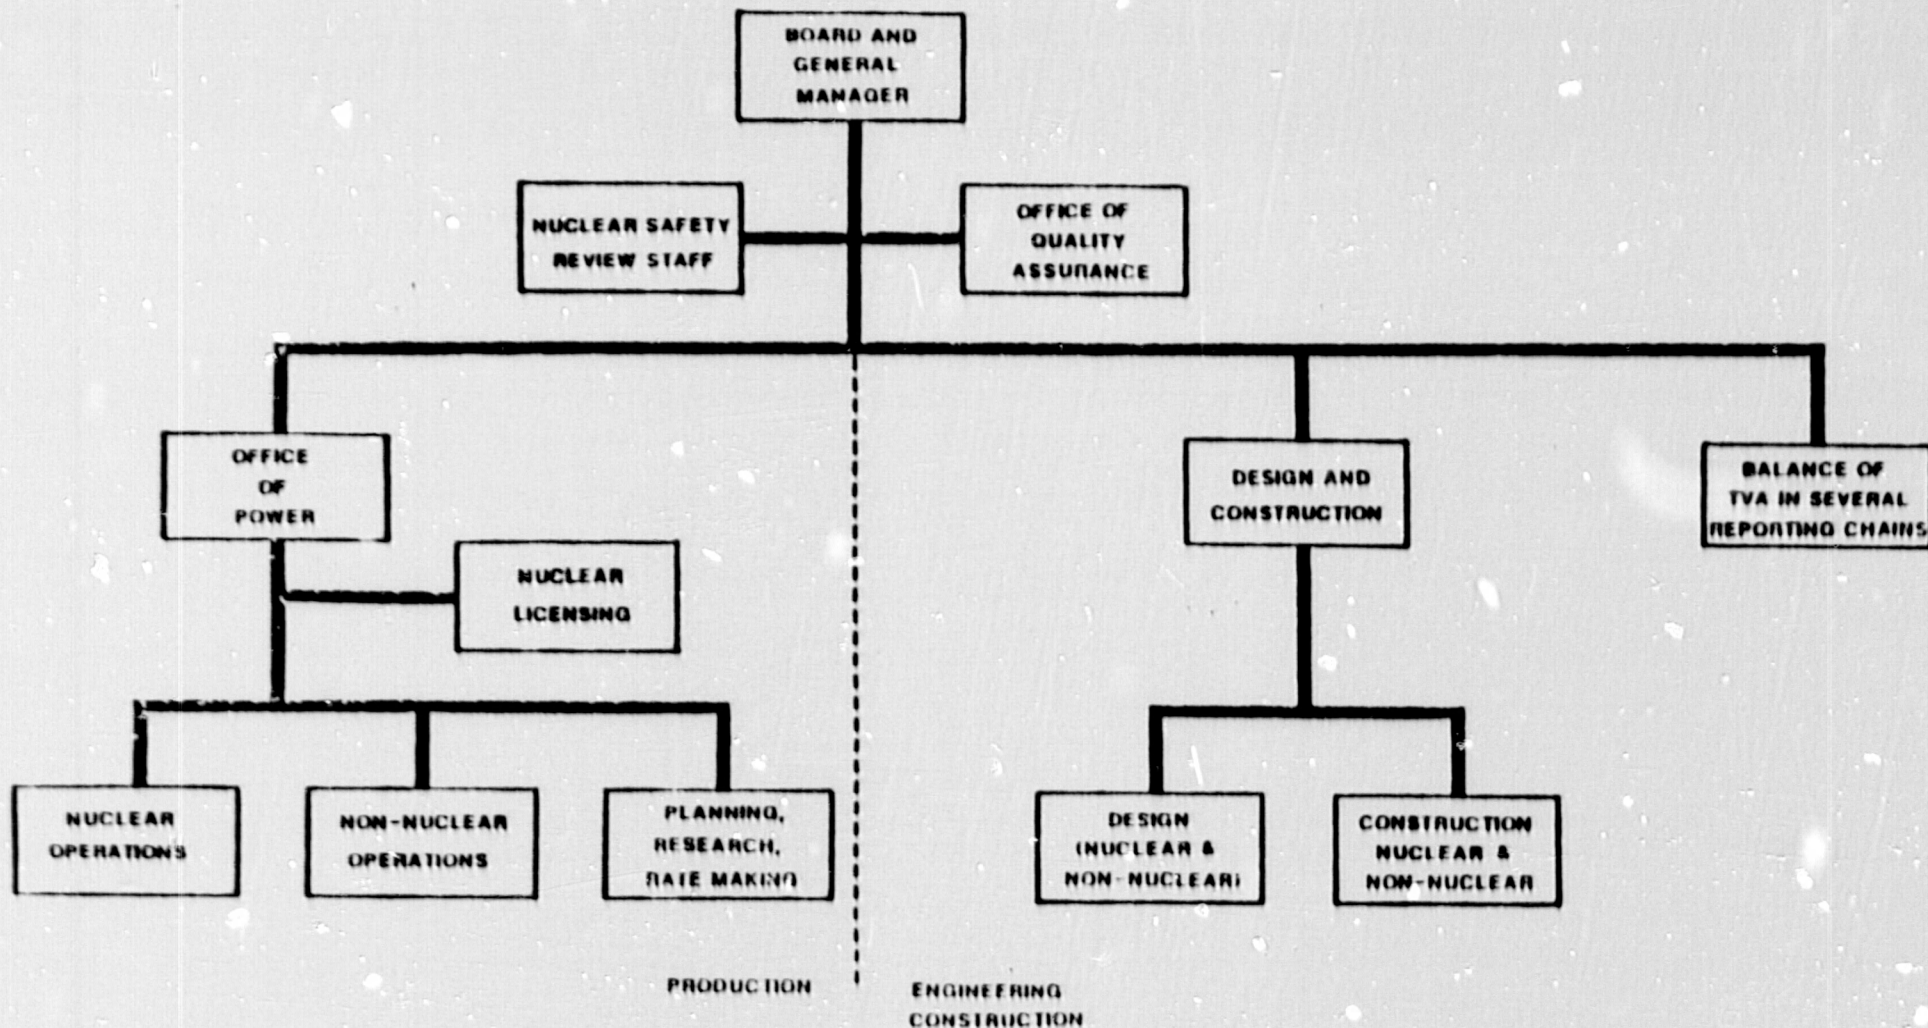 BOARD AND
GENERAL
MANAGER
NUCLEAR SAFETY
REVIEW STAFF
OFFICE OF
QUALITY
ASSURANCE
OFFICE
OF
POWER
NUCLEAR
LICENSING
DESIGN AND
CONSTRUCTION
BALANCE OF
TVA IN SEVERAL
REPORTING CHAINS
NUCLEAR
OPERATIONS
NON-NUCLEAR
OPERATIONS
PLANNING,
RESEARCH,
RATE MAKING
DESIGN
(NUCLEAR &
NON-NUCLEAR)
CONSTRUCTION
NUCLEAR &
NON-NUCLEAR
PRODUCTION
ENGINEERING
CONSTRUCTION